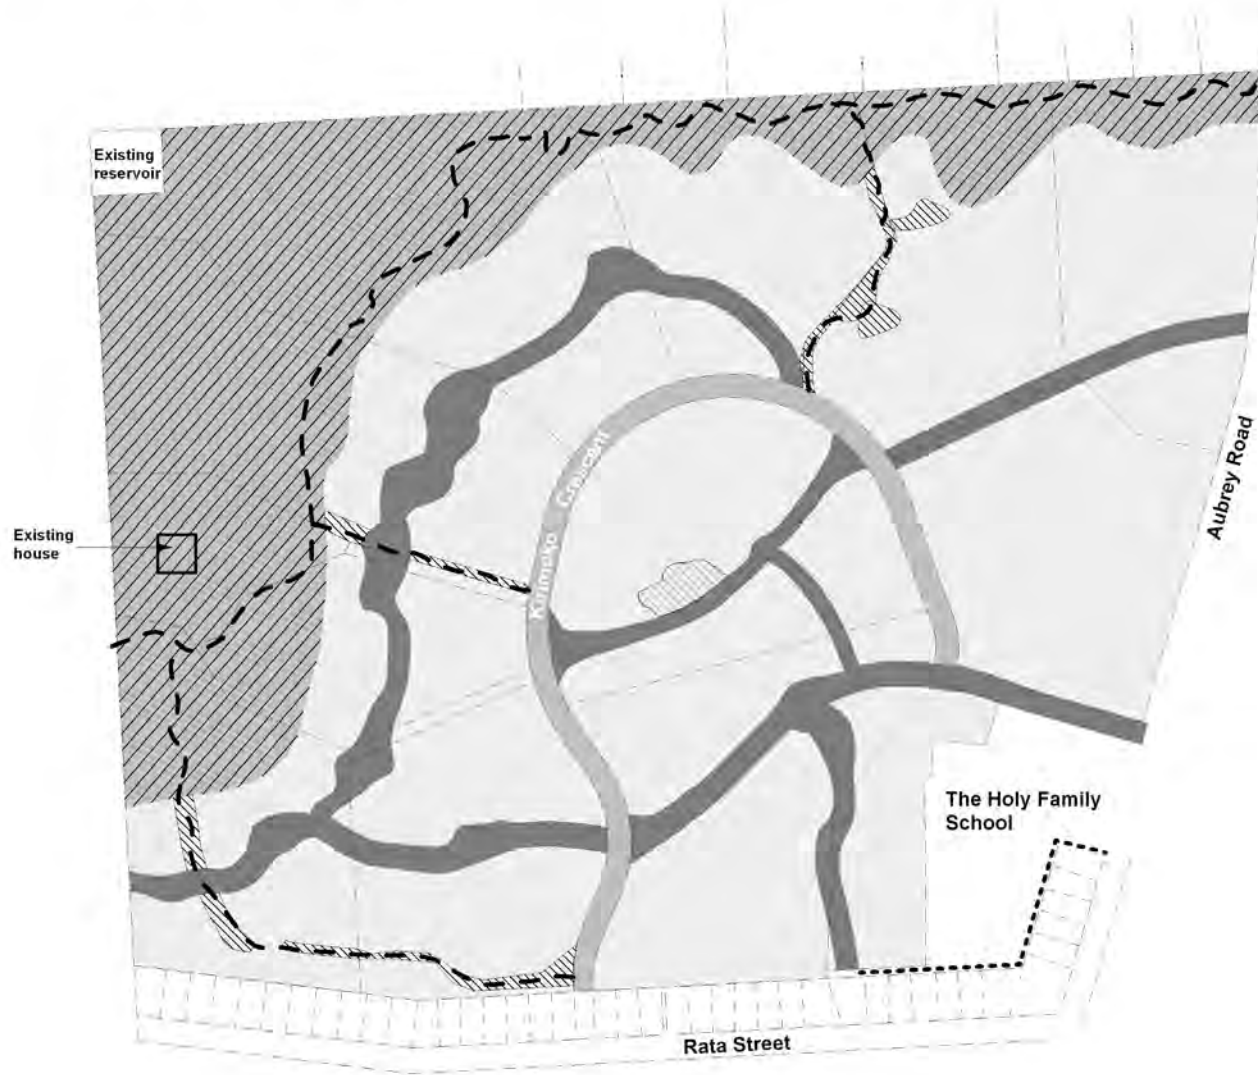 Existing
reservoir
Crescent
Aubrey Road
Existing
house
The Holy Family
School
Rata Street